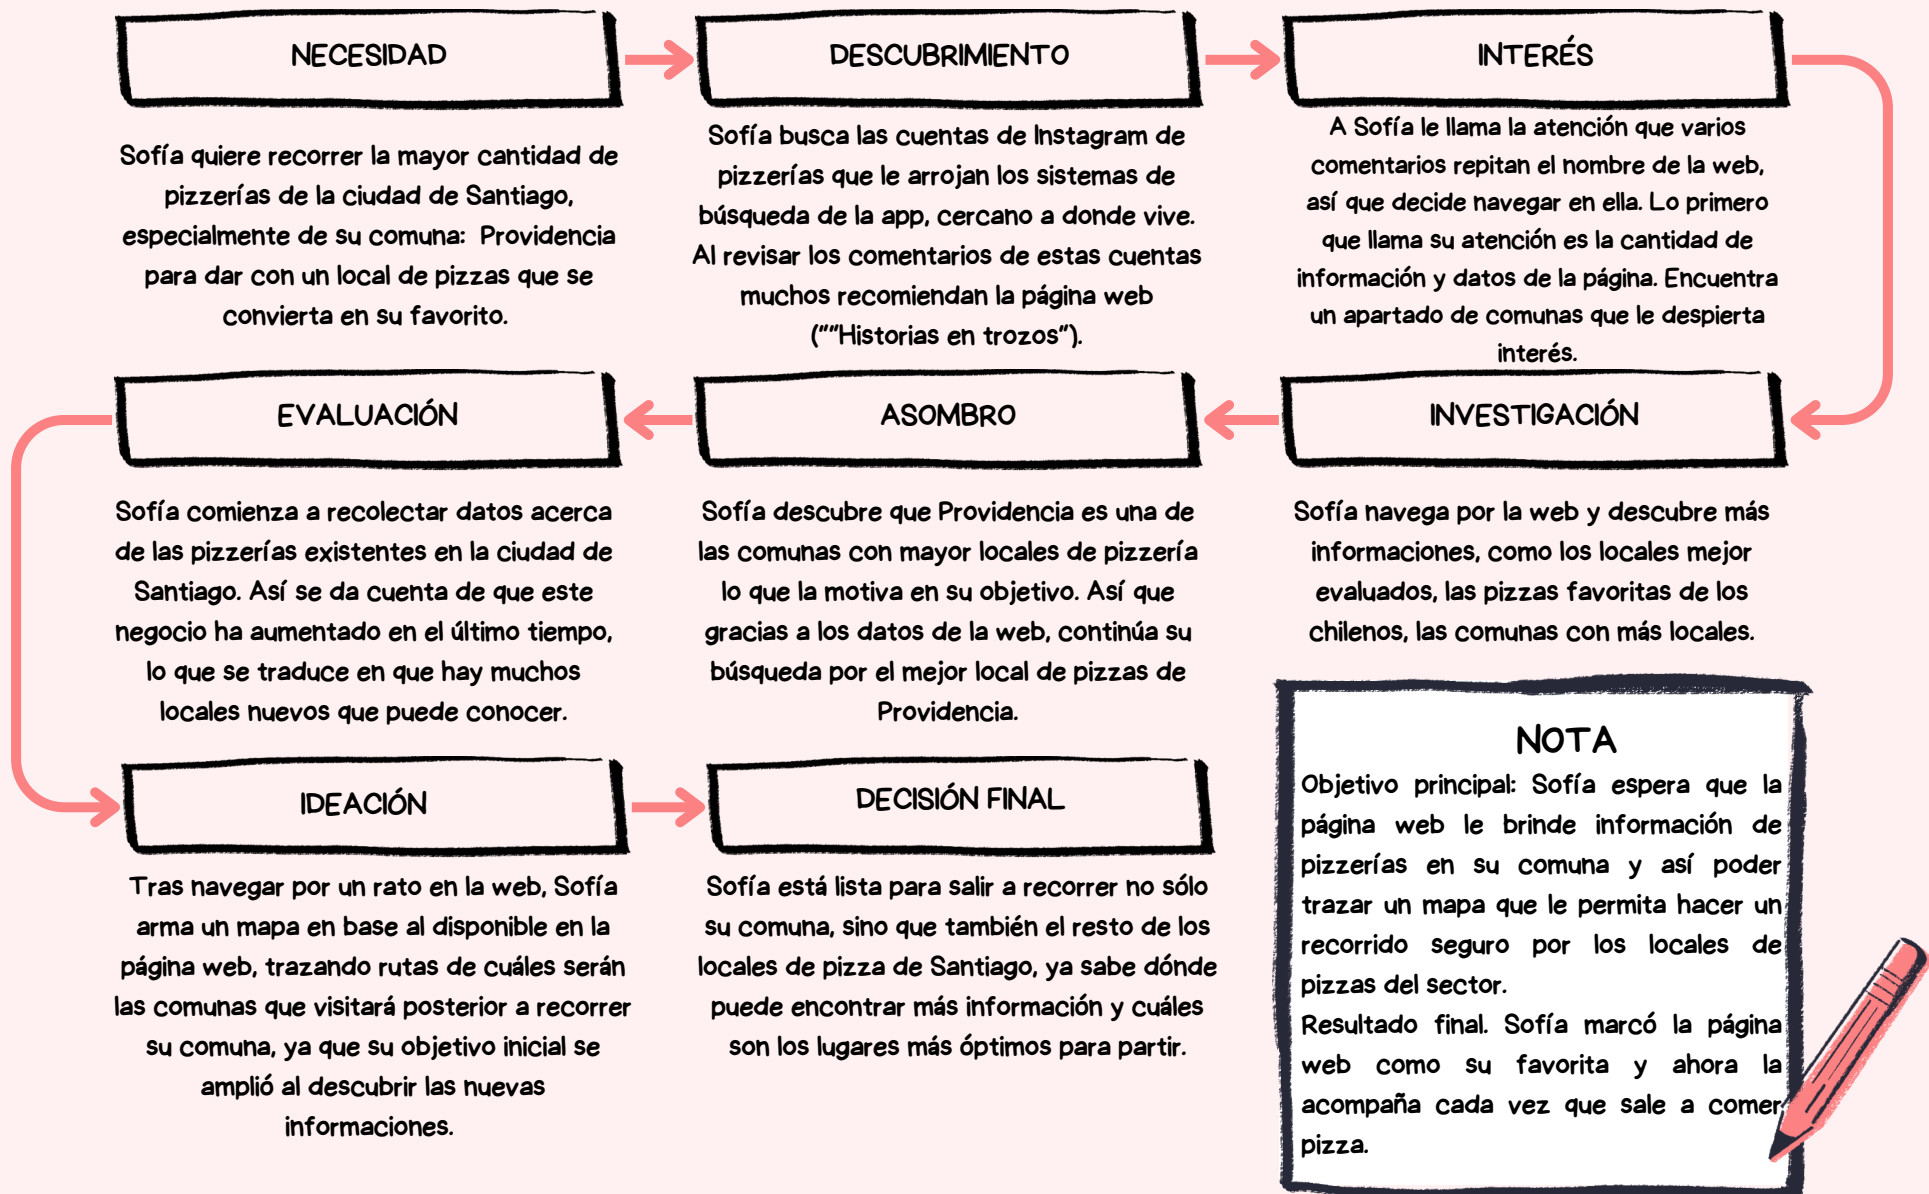 NECESIDAD
Sofía quiere recorrer la mayor cantidad de
pizzerías de la ciudad de Santiago,
especialmente de su comuna: Providencia
para dar con un local de pizzas que se
convierta en su favorito.
DESCUBRIMIENTO
Sofía busca las cuentas de Instagram de
pizzerías que le arrojan los sistemas de
búsqueda de la app, cercano a donde vive.
Al revisar los comentarios de estas cuentas
muchos recomiendan la página web
(""Historias en trozos").
INTERÉS
A Sofía le llama la atención que varios
comentarios repitan el nombre de la web,
así que decide navegar en ella. Lo primero
que llama su atención es la cantidad de
información y datos de la página. Encuentra
un apartado de comunas que le despierta
interés.
INVESTIGACIÓN
Sofía navega por la web y descubre más
informaciones, como los locales mejor
evaluados, las pizzas favoritas de los
chilenos, las comunas con más locales.
ASOMBRO
Sofía descubre que Providencia es una de
las comunas con mayor locales de pizzería
lo que la motiva en su objetivo. Así que
gracias a los datos de la web, continúa su
búsqueda por el mejor local de pizzas de
Providencia.
EVALUACIÓN
Sofía comienza a recolectar datos acerca
de las pizzerías existentes en la ciudad de
Santiago. Así se da cuenta de que este
negocio ha aumentado en el último tiempo,
lo que se traduce en que hay muchos
locales nuevos que puede conocer.
IDEACIÓN
Tras navegar por un rato en la web, Sofía
arma un mapa en base al disponible en la
página web, trazando rutas de cuáles serán
las comunas que visitará posterior a recorrer
su comuna, ya que su objetivo inicial se
amplió al descubrir las nuevas
informaciones.
DECISIÓN FINAL
Sofía está lista para salir a recorrer no sólo
su comuna, sino que también el resto de los
locales de pizza de Santiago, ya sabe dónde
puede encontrar más información y cuáles
son los lugares más óptimos para partir.
NOTA
Objetivo principal: Sofía espera que la
página web le brinde información de
pizzerías en su comuna y así poder
trazar un mapa que le permita hacer un
recorrido seguro por los locales de
pizzas del sector.
Resultado final. Sofía marcó la página
web como su favorita y ahora la
acompaña cada vez que sale a comer
pizza.